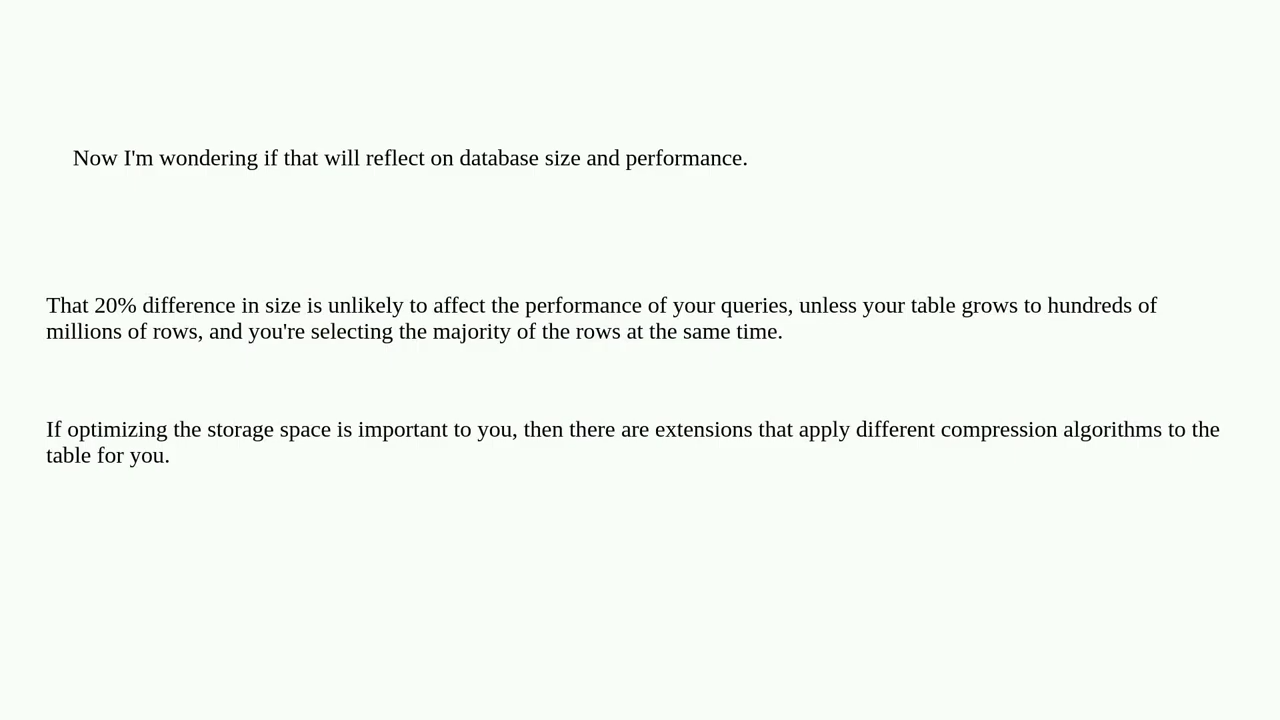 Now I'm wondering if that will reflect on database size and performance.
That 20% difference in size is unlikely to affect the performance of your queries, unless your table grows to hundreds of
millions of rows, and you're selecting the majority of the rows at the same time.
If optimizing the storage space is important to you, then there are extensions that apply different compression algorithms to the
table for you.